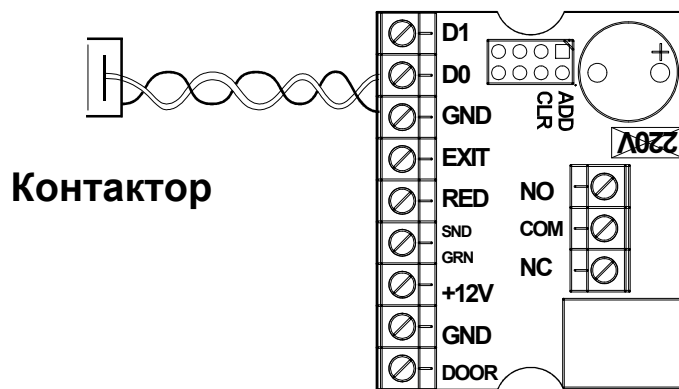 D1
D0
GND
EXIT
RED
SND
GRN
+12V
GND
DOOR
ADD
CLR
+
220V
NO
COM
NC
Контактор